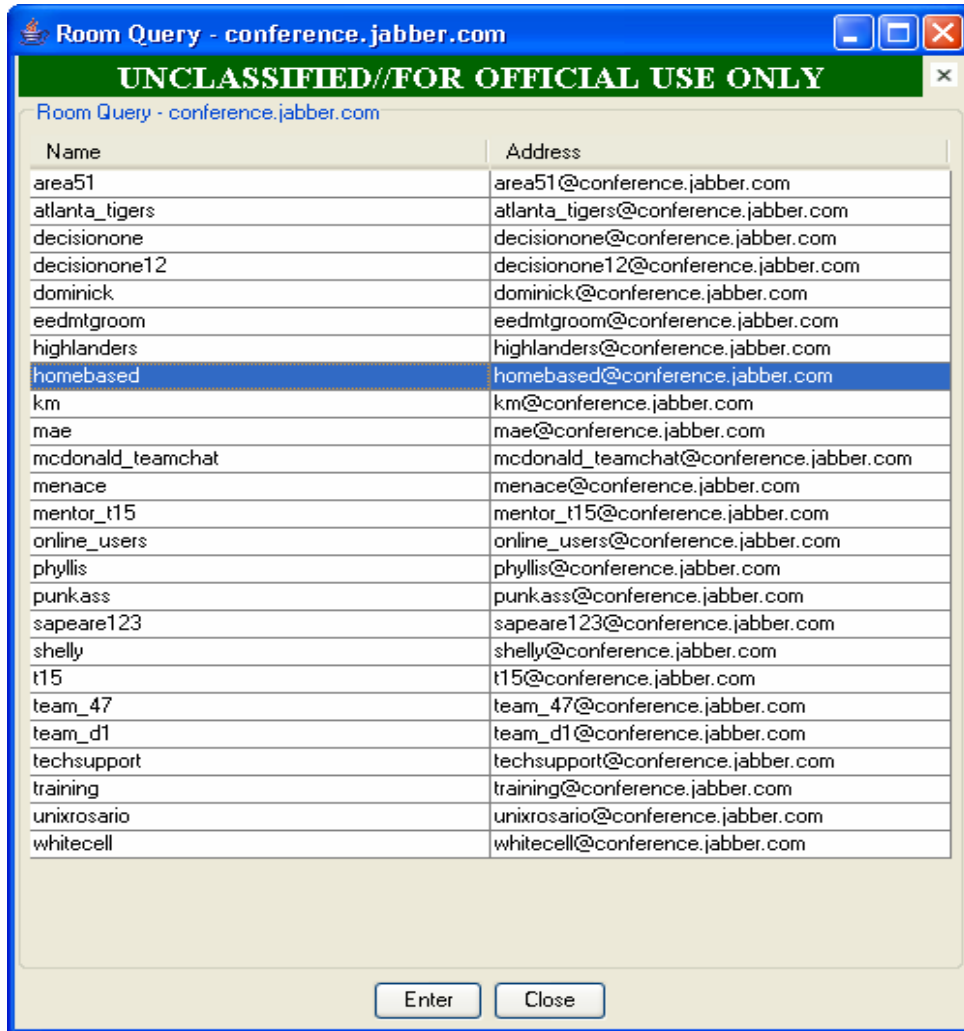 Room Query - conference.jabber.com
UNCLASSIFIED//FOR OFFICIAL USE ONLY
Room Query - conference.jabber.com
Name Address
area51 area51@conference.jabber.com
atlanta_tigers atlanta_tigers@conference.jabber.com
decisionone decisionone@conference.jabber.com
decisionone12 decisionone12@conference.jabber.com
dominick dominick@conference.jabber.com
eedmtgroom eedmtgroom@conference.jabber.com
highlanders highlanders@conference.jabber.com
homebased homebased@conference.jabber.com
km km@conference.jabber.com
mae mae@conference.jabber.com
mcdonald_teamchat mcdonald_teamchat@conference.jabber.com
menace menace@conference.jabber.com
mentor_t15 mentor_t15@conference.jabber.com
online_users online_users@conference.jabber.com
phyllis phyllis@conference.jabber.com
punkass punkass@conference.jabber.com
sapeare123 sapeare123@conference.jabber.com
shelly shelly@conference.jabber.com
t15 t15@conference.jabber.com
team_47 team_47@conference.jabber.com
team_d1 team_d1@conference.jabber.com
techsupport techsupport@conference.jabber.com
training training@conference.jabber.com
unixrosario unixrosario@conference.jabber.com
whitecell whitecell@conference.jabber.com
Enter Close